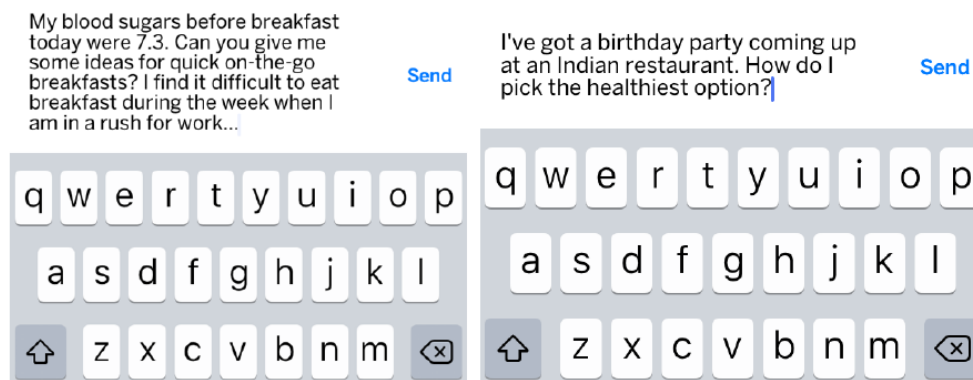 My blood sugars before breakfast
today were 7.3. Can you give me
some ideas for quick on-the-go
breakfasts? I find it difficult to eat
breakfast during the week when I
am in a rush for work...
Send
q w e r t y u i o p
a s d f g h j k l
z x c v b n m
I've got a birthday party coming up
at an Indian restaurant. How do I
pick the healthiest option?
Send
q w e r t y u i o p
a s d f g h j k l
z x c v b n m